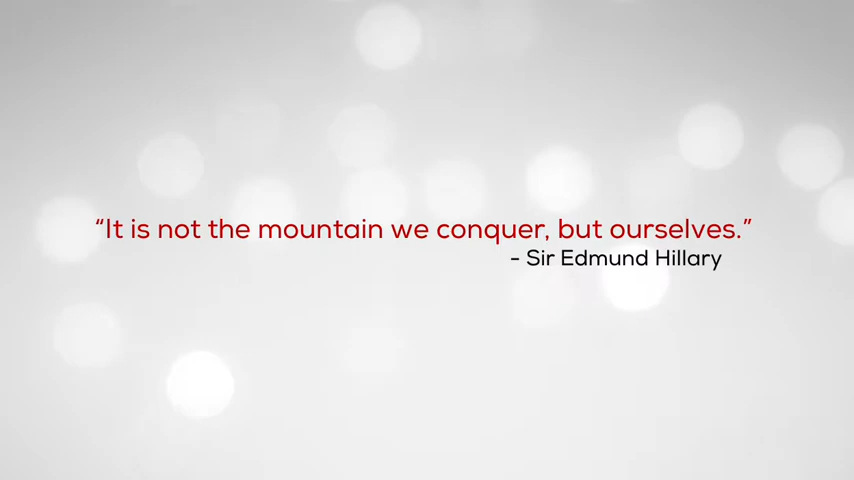 “It is not the mountain we conquer, but ourselves.”
- Sir Edmund Hillary